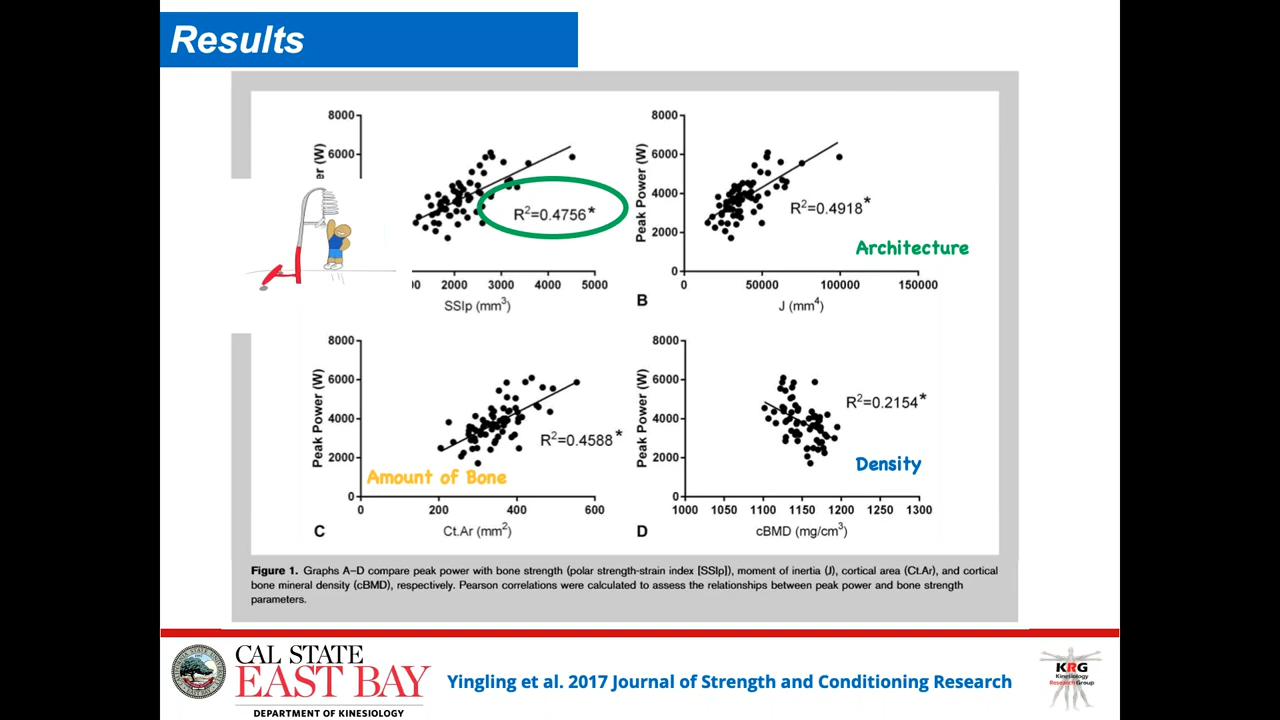 Results
8000
6000
er (W)
R²=0.4756*
00 2000 3000 4000 5000
SSIp (mm³)
8000
6000
4000
2000
0
Peak Power (W)
R²=0.4918*
Architecture
0 50000 100000 150000
B
J (mm⁴)
8000
6000
4000
2000
0
Peak Power (W)
R²=0.4588*
Amount of Bone
0 200 400 600
C
Ct.Ar (mm²)
8000
6000
4000
2000
0
Peak Power (W)
R²=0.2154*
Density
1000 1050 1100 1150 1200 1250 1300
D
cBMD (mg/cm³)
Figure 1. Graphs A–D compare peak power with bone strength (polar strength-strain index [SSIp]), moment of inertia (J), cortical area (Ct.Ar), and cortical
bone mineral density (cBMD), respectively. Pearson correlations were calculated to assess the relationships between peak power and bone strength
parameters.
CAL STATE
EAST BAY
DEPARTMENT OF KINESIOLOGY
Yingling et al. 2017 Journal of Strength and Conditioning Research
KRG
Kinesiology
Research Group